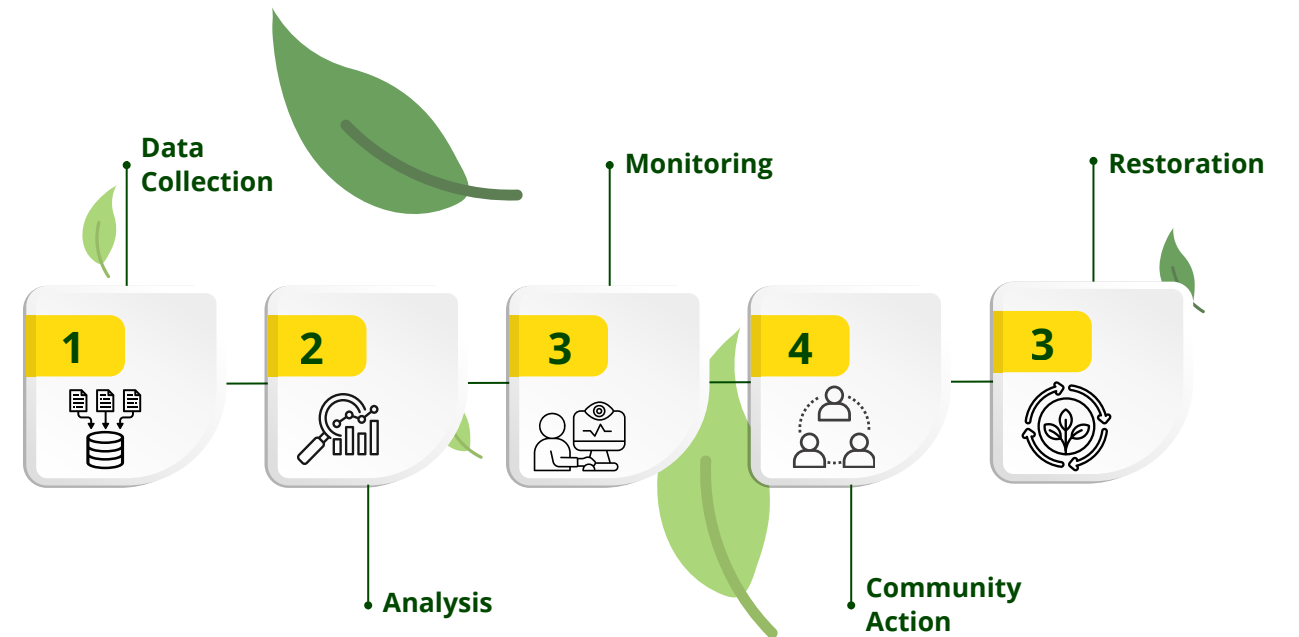 Data
Collection
Monitoring
Restoration
1
2
3
4
3
Analysis
Community
Action